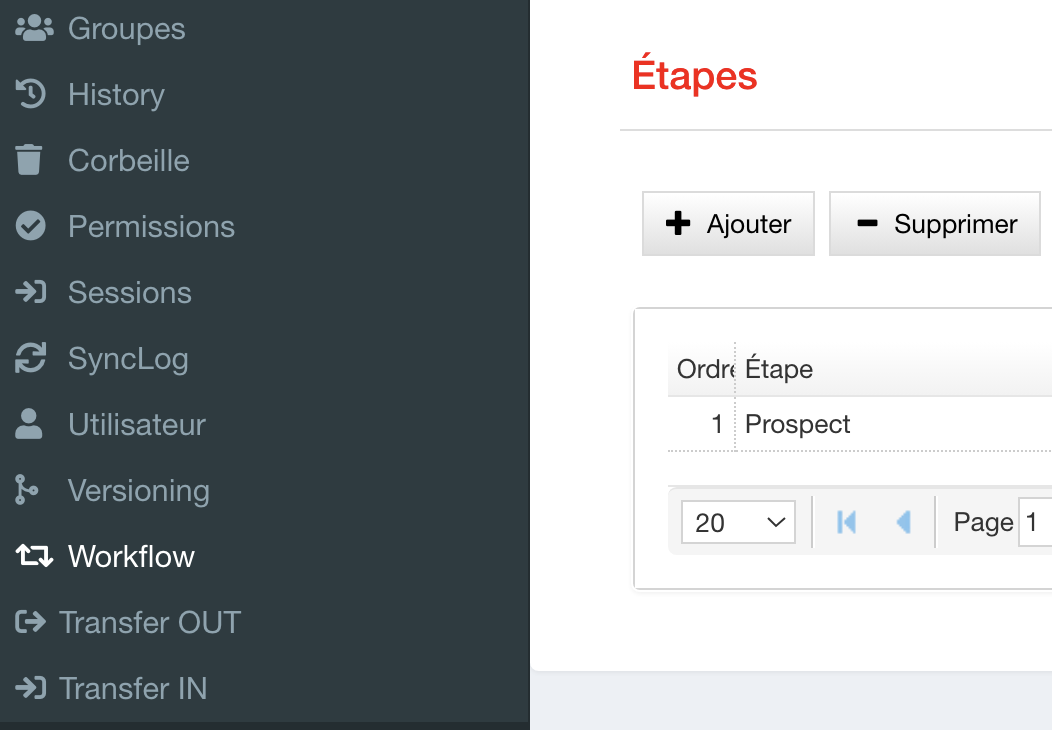 Groupes
History
Corbeille
Permissions
Sessions
SyncLog
Utilisateur
Versioning
Workflow
Transfer OUT
Transfer IN
Étapes
Ajouter Supprimer
Ordre Étape
1 Prospect
20 Page 1